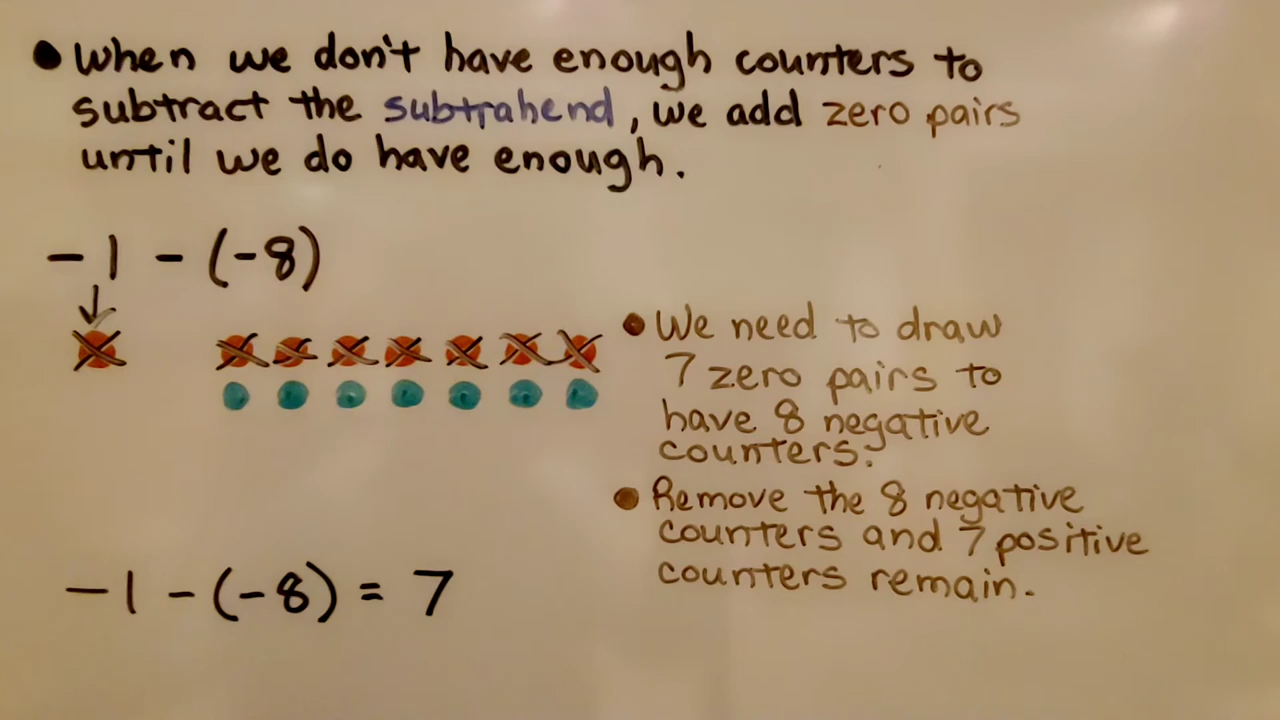 • When we don't have enough counters to
subtract the subtrahend, we add zero pairs
until we do have enough.
-1 - (-8)
• We need to draw
7 zero pairs to
have 8 negative
counters.
• Remove the 8 negative
counters and 7 positive
counters remain.
-1 - (-8) = 7